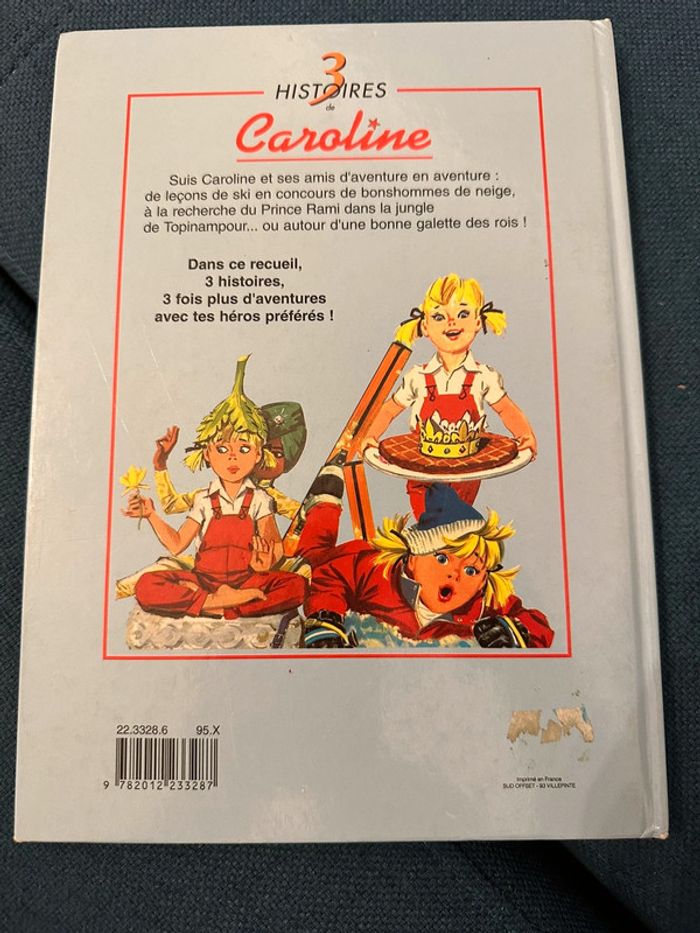 3
HISTOIRES
de
Caroline
Suis Caroline et ses amis d'aventure en aventure :
de leçons de ski en concours de bonshommes de neige,
à la recherche du Prince Rami dans la jungle
de Topinampour... ou autour d'une bonne galette des rois !
Dans ce recueil,
3 histoires,
3 fois plus d'aventures
avec tes héros préférés !
22.3328.6 95.X
9 782012 233287
Imprimé en France
SUD OFFSET - 93 VILLEPINTE